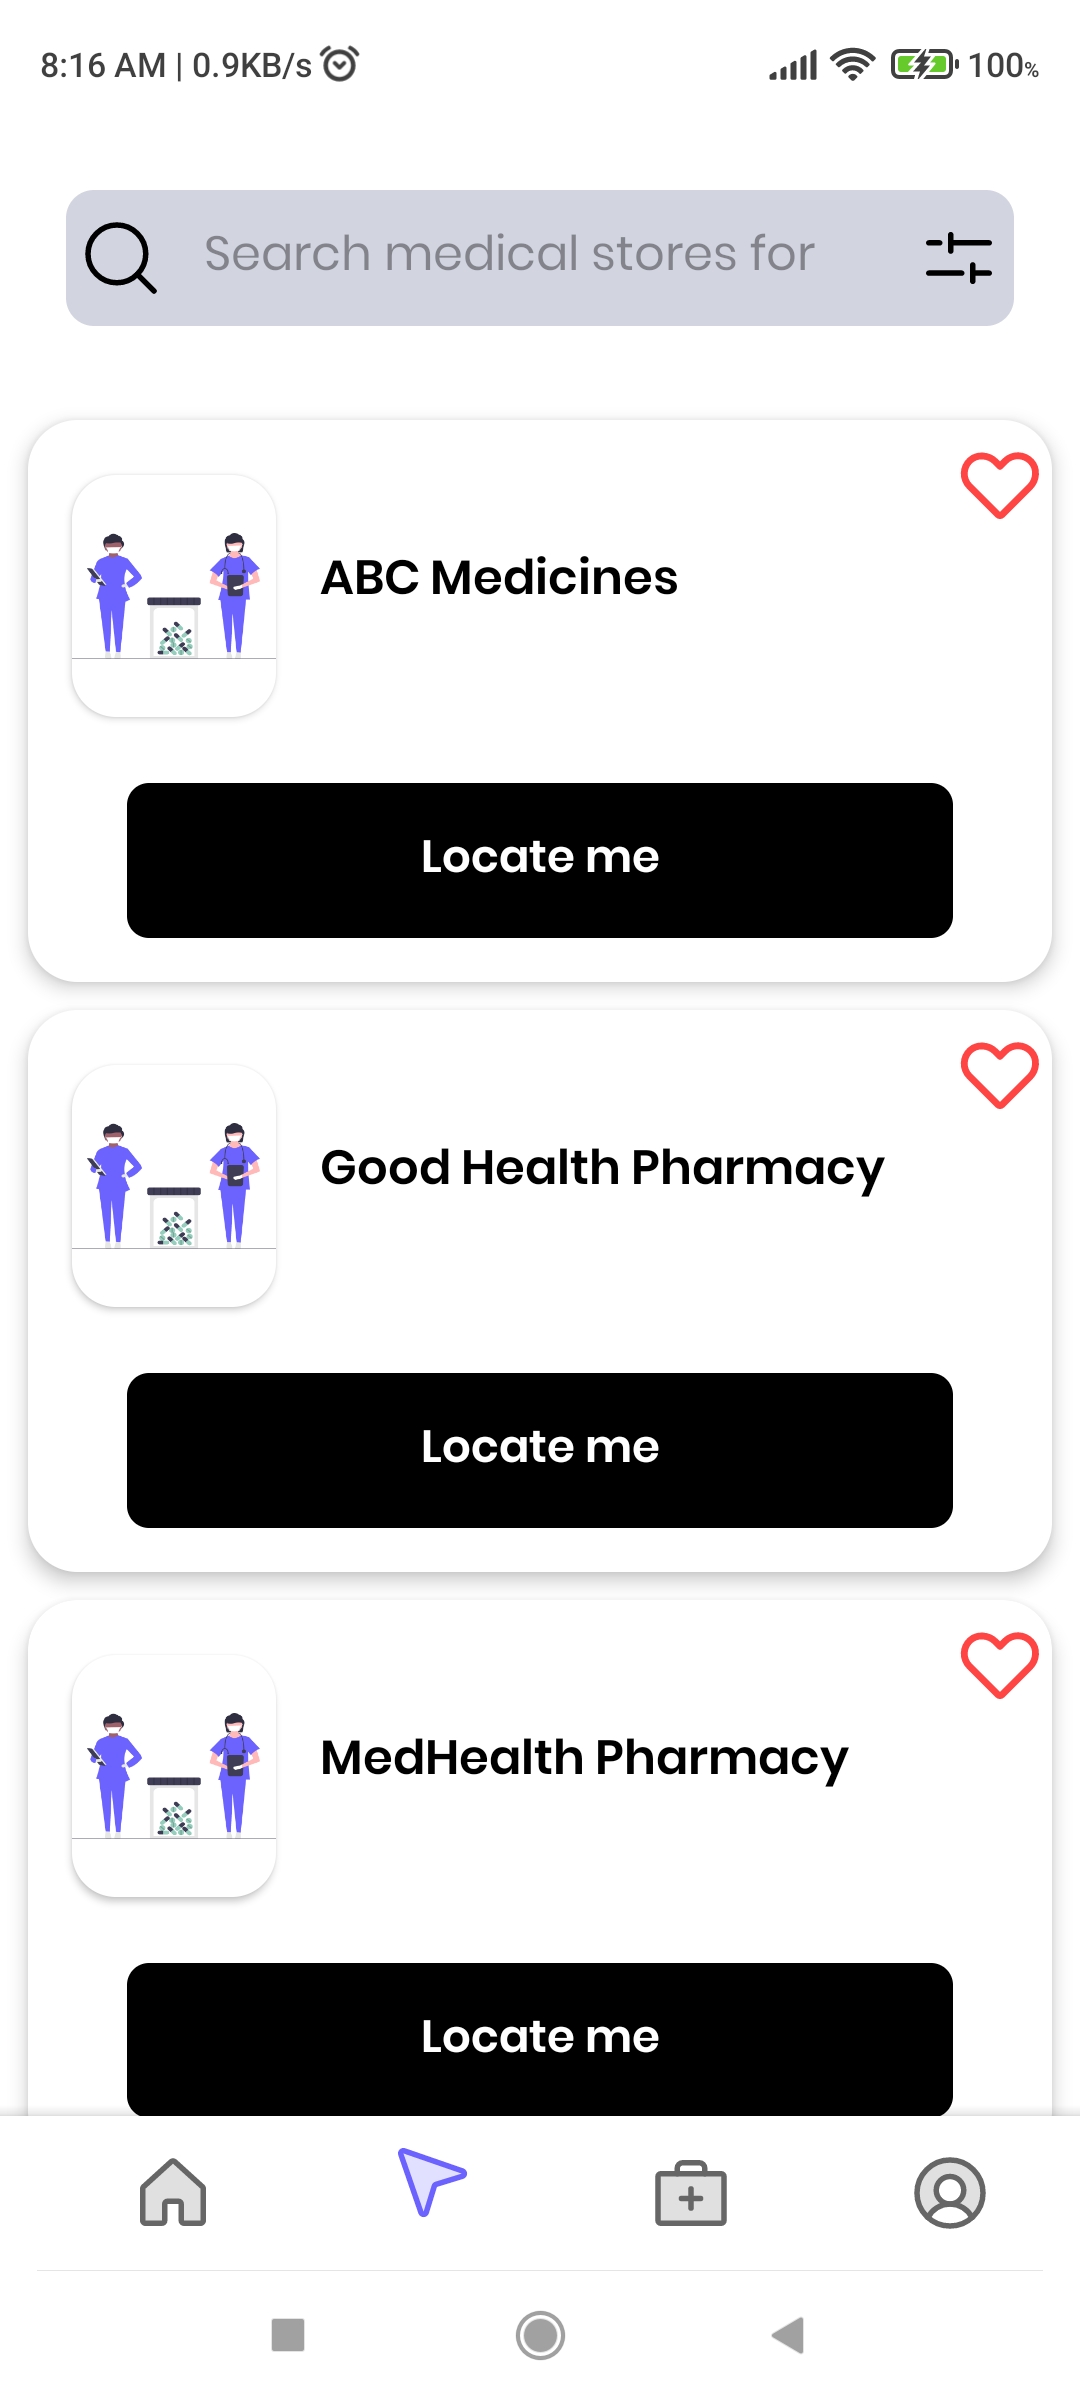 8:16 AM | 0.9KB/s
100%
Search medical stores for
ABC Medicines
Locate me
Good Health Pharmacy
Locate me
MedHealth Pharmacy
Locate me